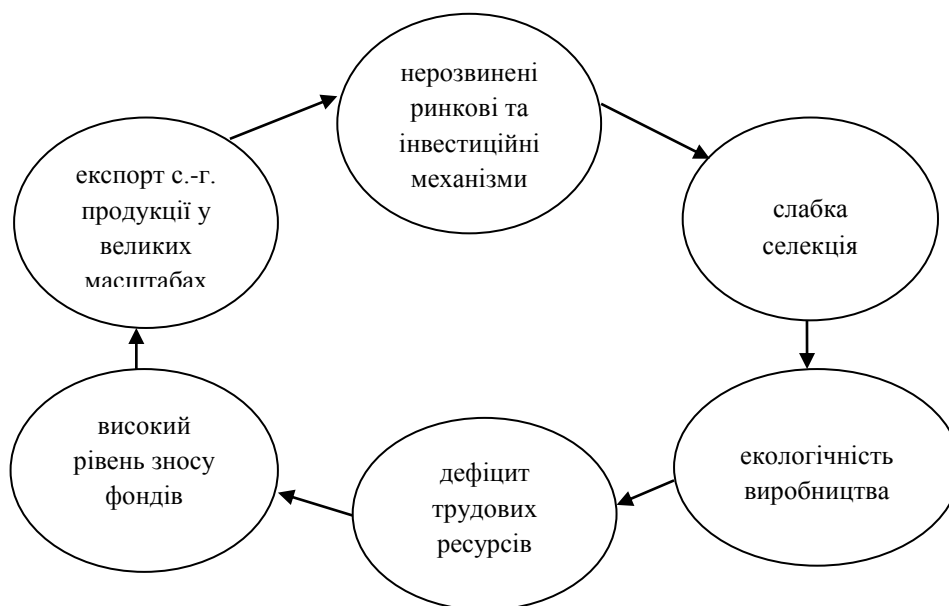 нерозвинені
ринкові та
інвестиційні
механізми
слабка
селекція
екологічність
виробництва
дефіцит
трудових
ресурсів
високий
рівень зносу
фондів
експорт с.-г.
продукції у
великих
масштабах